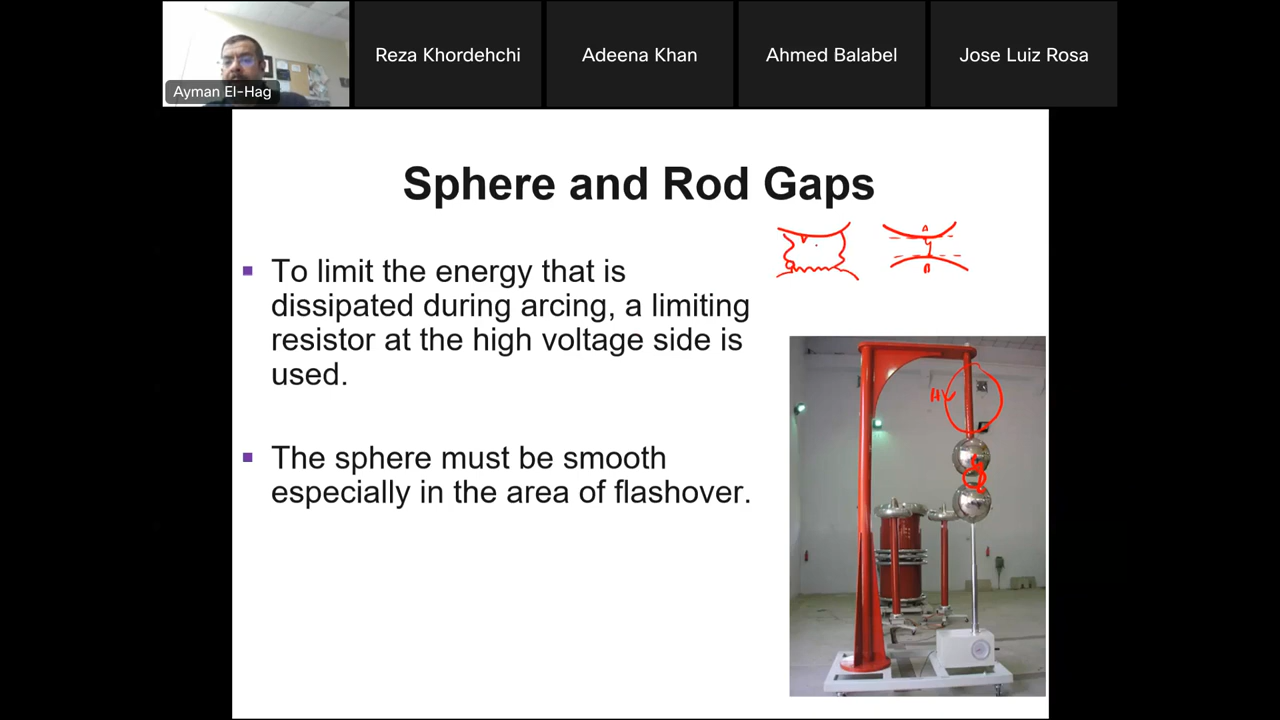 Reza Khordehchi
Adeena Khan
Ahmed Balabel
Jose Luiz Rosa
Ayman El-Hag
Sphere and Rod Gaps
To limit the energy that is
dissipated during arcing, a limiting
resistor at the high voltage side is
used.
The sphere must be smooth
especially in the area of flashover.
HV